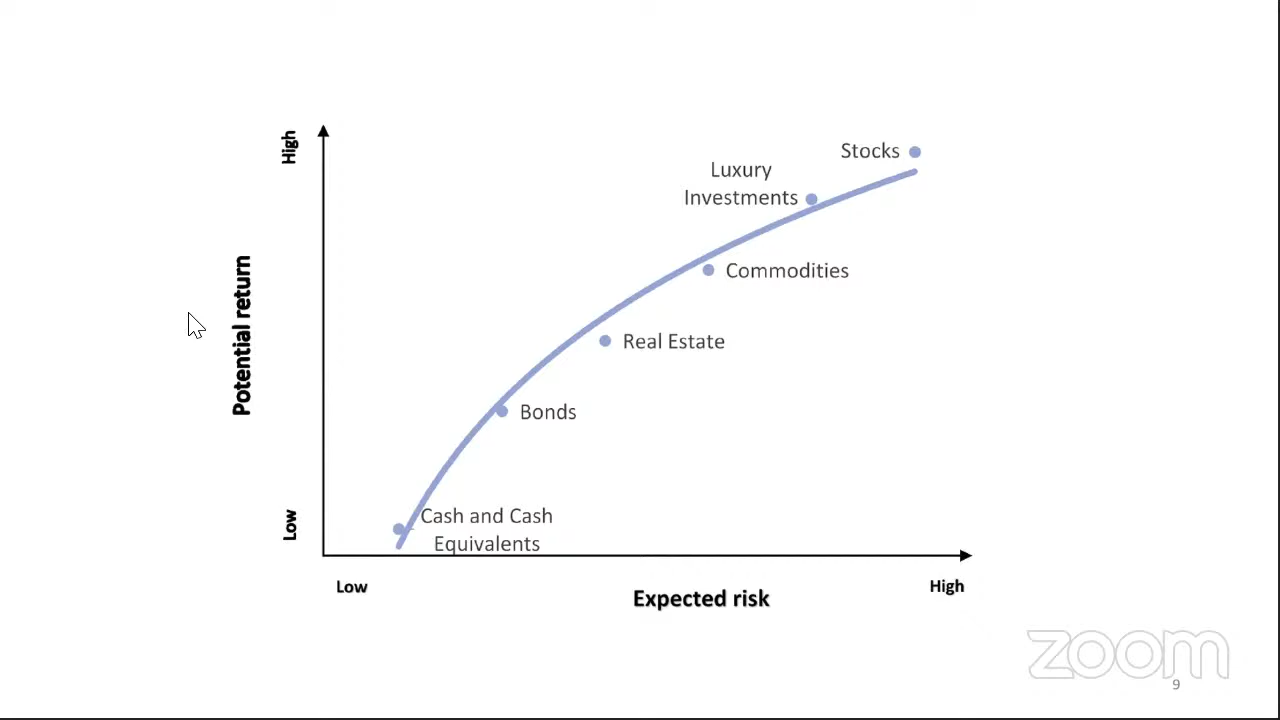 High
Stocks
Luxury
Investments
Commodities
Potential return
Real Estate
Bonds
Low
Cash and Cash
Equivalents
Low
Expected risk
High
zoom
9